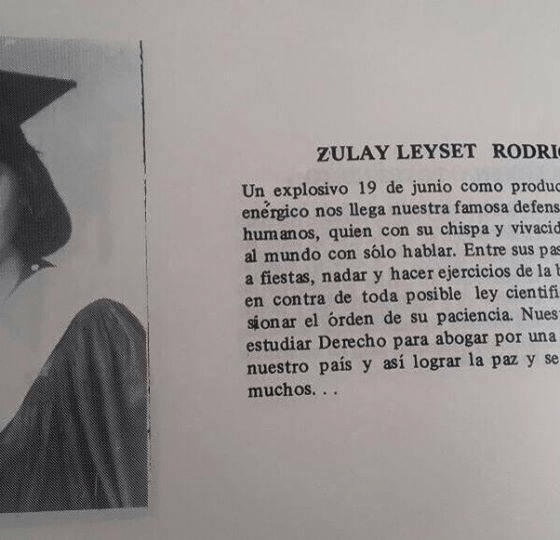 ZULAY LEYSET RODRIG
Un explosivo 19 de junio como produc
enérgico nos llega nuestra famosa defens
humanos, quien con su chispa y vivacid
al mundo con sólo hablar. Entre sus pas
a fiestas, nadar y hacer ejercicios de la b
en contra de toda posible ley cientifi
sionar el órden de su paciencia. Nues
estudiar Derecho para abogar por una
nuestro país y así lograr la paz y se
muchos. . .